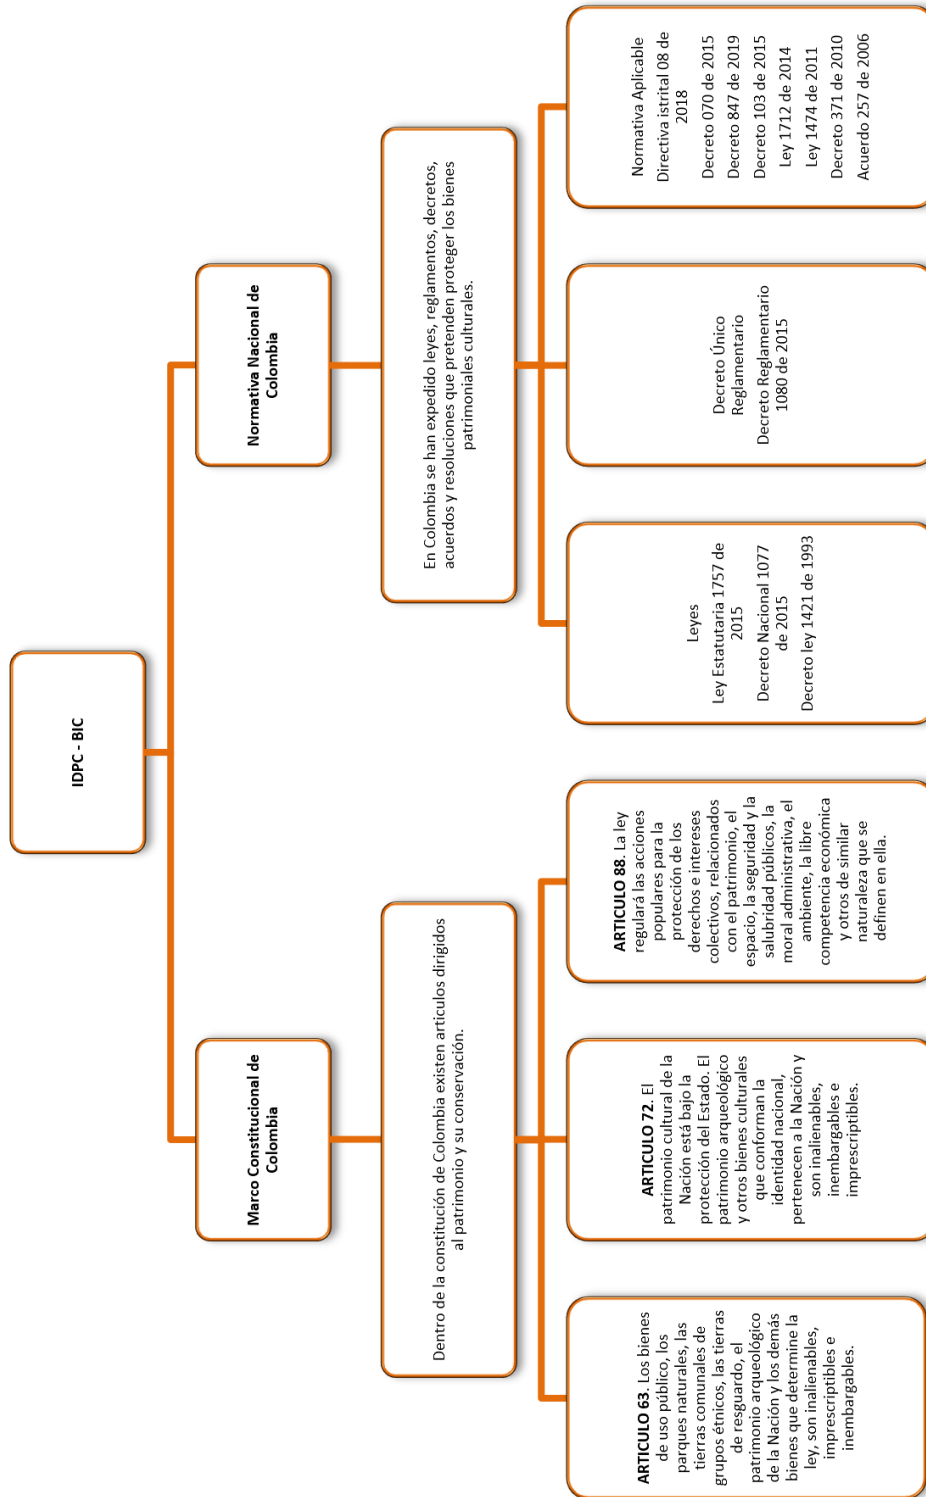 IDPC - BIC
Marco Constitucional de
Colombia
Normativa Nacional de
Colombia
Dentro de la constitución de Colombia existen articulos dirigidos
al patrimonio y su conservación.
En Colombia se han expedido leyes, reglamentos, decretos,
acuerdos y resoluciones que pretenden proteger los bienes
patrimoniales culturales.
ARTICULO 63. Los bienes
de uso público, los
parques naturales, las
tierras comunales de
grupos étnicos, las tierras
de resguardo, el
patrimonio arqueológico
de la Nación y los demás
bienes que determine la
ley, son inalienables,
imprescriptibles e
inembargables.
ARTICULO 72. El
patrimonio cultural de la
Nación está bajo la
protección del Estado. El
patrimonio arqueológico
y otros bienes culturales
que conforman la
identidad nacional,
pertenecen a la Nación y
son inalienables,
inembargables e
imprescriptibles.
ARTICULO 88. La ley
regulará las acciones
populares para la
protección de los
derechos e intereses
colectivos, relacionados
con el patrimonio, el
espacio, la seguridad y la
salubridad públicos, la
moral administrativa, el
ambiente, la libre
competencia económica
y otros de similar
naturaleza que se
definen en ella.
Leyes
Ley Estatutaria 1757 de
2015
Decreto Nacional 1077
de 2015
Decreto ley 1421 de 1993
Decreto Único
Reglamentario
Decreto Reglamentario
1080 de 2015
Normativa Aplicable
Directiva istrital 08 de
2018
Decreto 070 de 2015
Decreto 847 de 2019
Decreto 103 de 2015
Ley 1712 de 2014
Ley 1474 de 2011
Decreto 371 de 2010
Acuerdo 257 de 2006